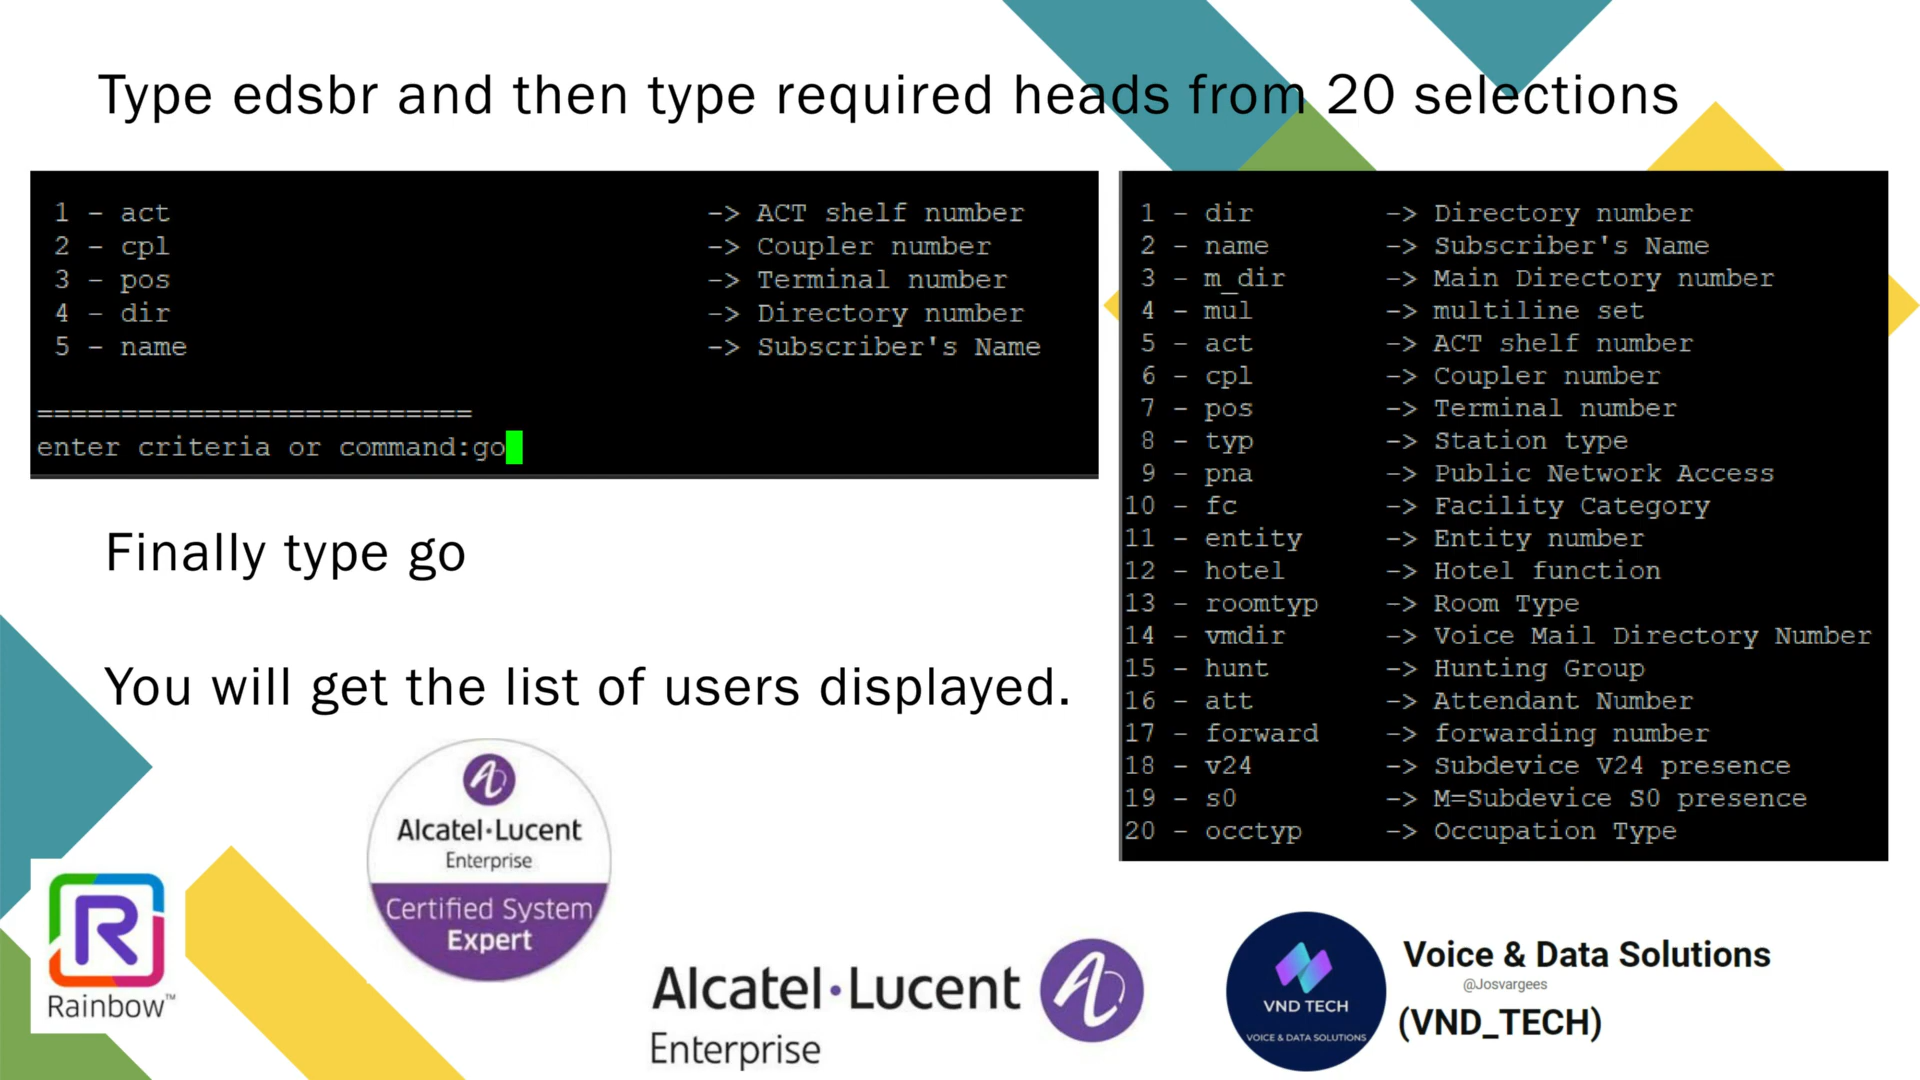 Type edsbr and then type required heads from 20 selections
1 - act -> ACT shelf number
2 - cpl -> Coupler number
3 - pos -> Terminal number
4 - dir -> Directory number
5 - name -> Subscriber's Name
==========================
enter criteria or command:go
Finally type go
You will get the list of users displayed.
1 - dir -> Directory number
2 - name -> Subscriber's Name
3 - m_dir -> Main Directory number
4 - mul -> multiline set
5 - act -> ACT shelf number
6 - cpl -> Coupler number
7 - pos -> Terminal number
8 - typ -> Station type
9 - pna -> Public Network Access
10 - fc -> Facility Category
11 - entity -> Entity number
12 - hotel -> Hotel function
13 - roomtyp -> Room Type
14 - vmdir -> Voice Mail Directory Number
15 - hunt -> Hunting Group
16 - att -> Attendant Number
17 - forward -> forwarding number
18 - v24 -> Subdevice V24 presence
19 - s0 -> M=Subdevice S0 presence
20 - occtyp -> Occupation Type
Alcatel·Lucent
Enterprise
Certified System
Expert
R
Rainbow™
Alcatel·Lucent
Enterprise
VND TECH
VOICE & DATA SOLUTIONS
Voice & Data Solutions
@Josvargees
(VND_TECH)